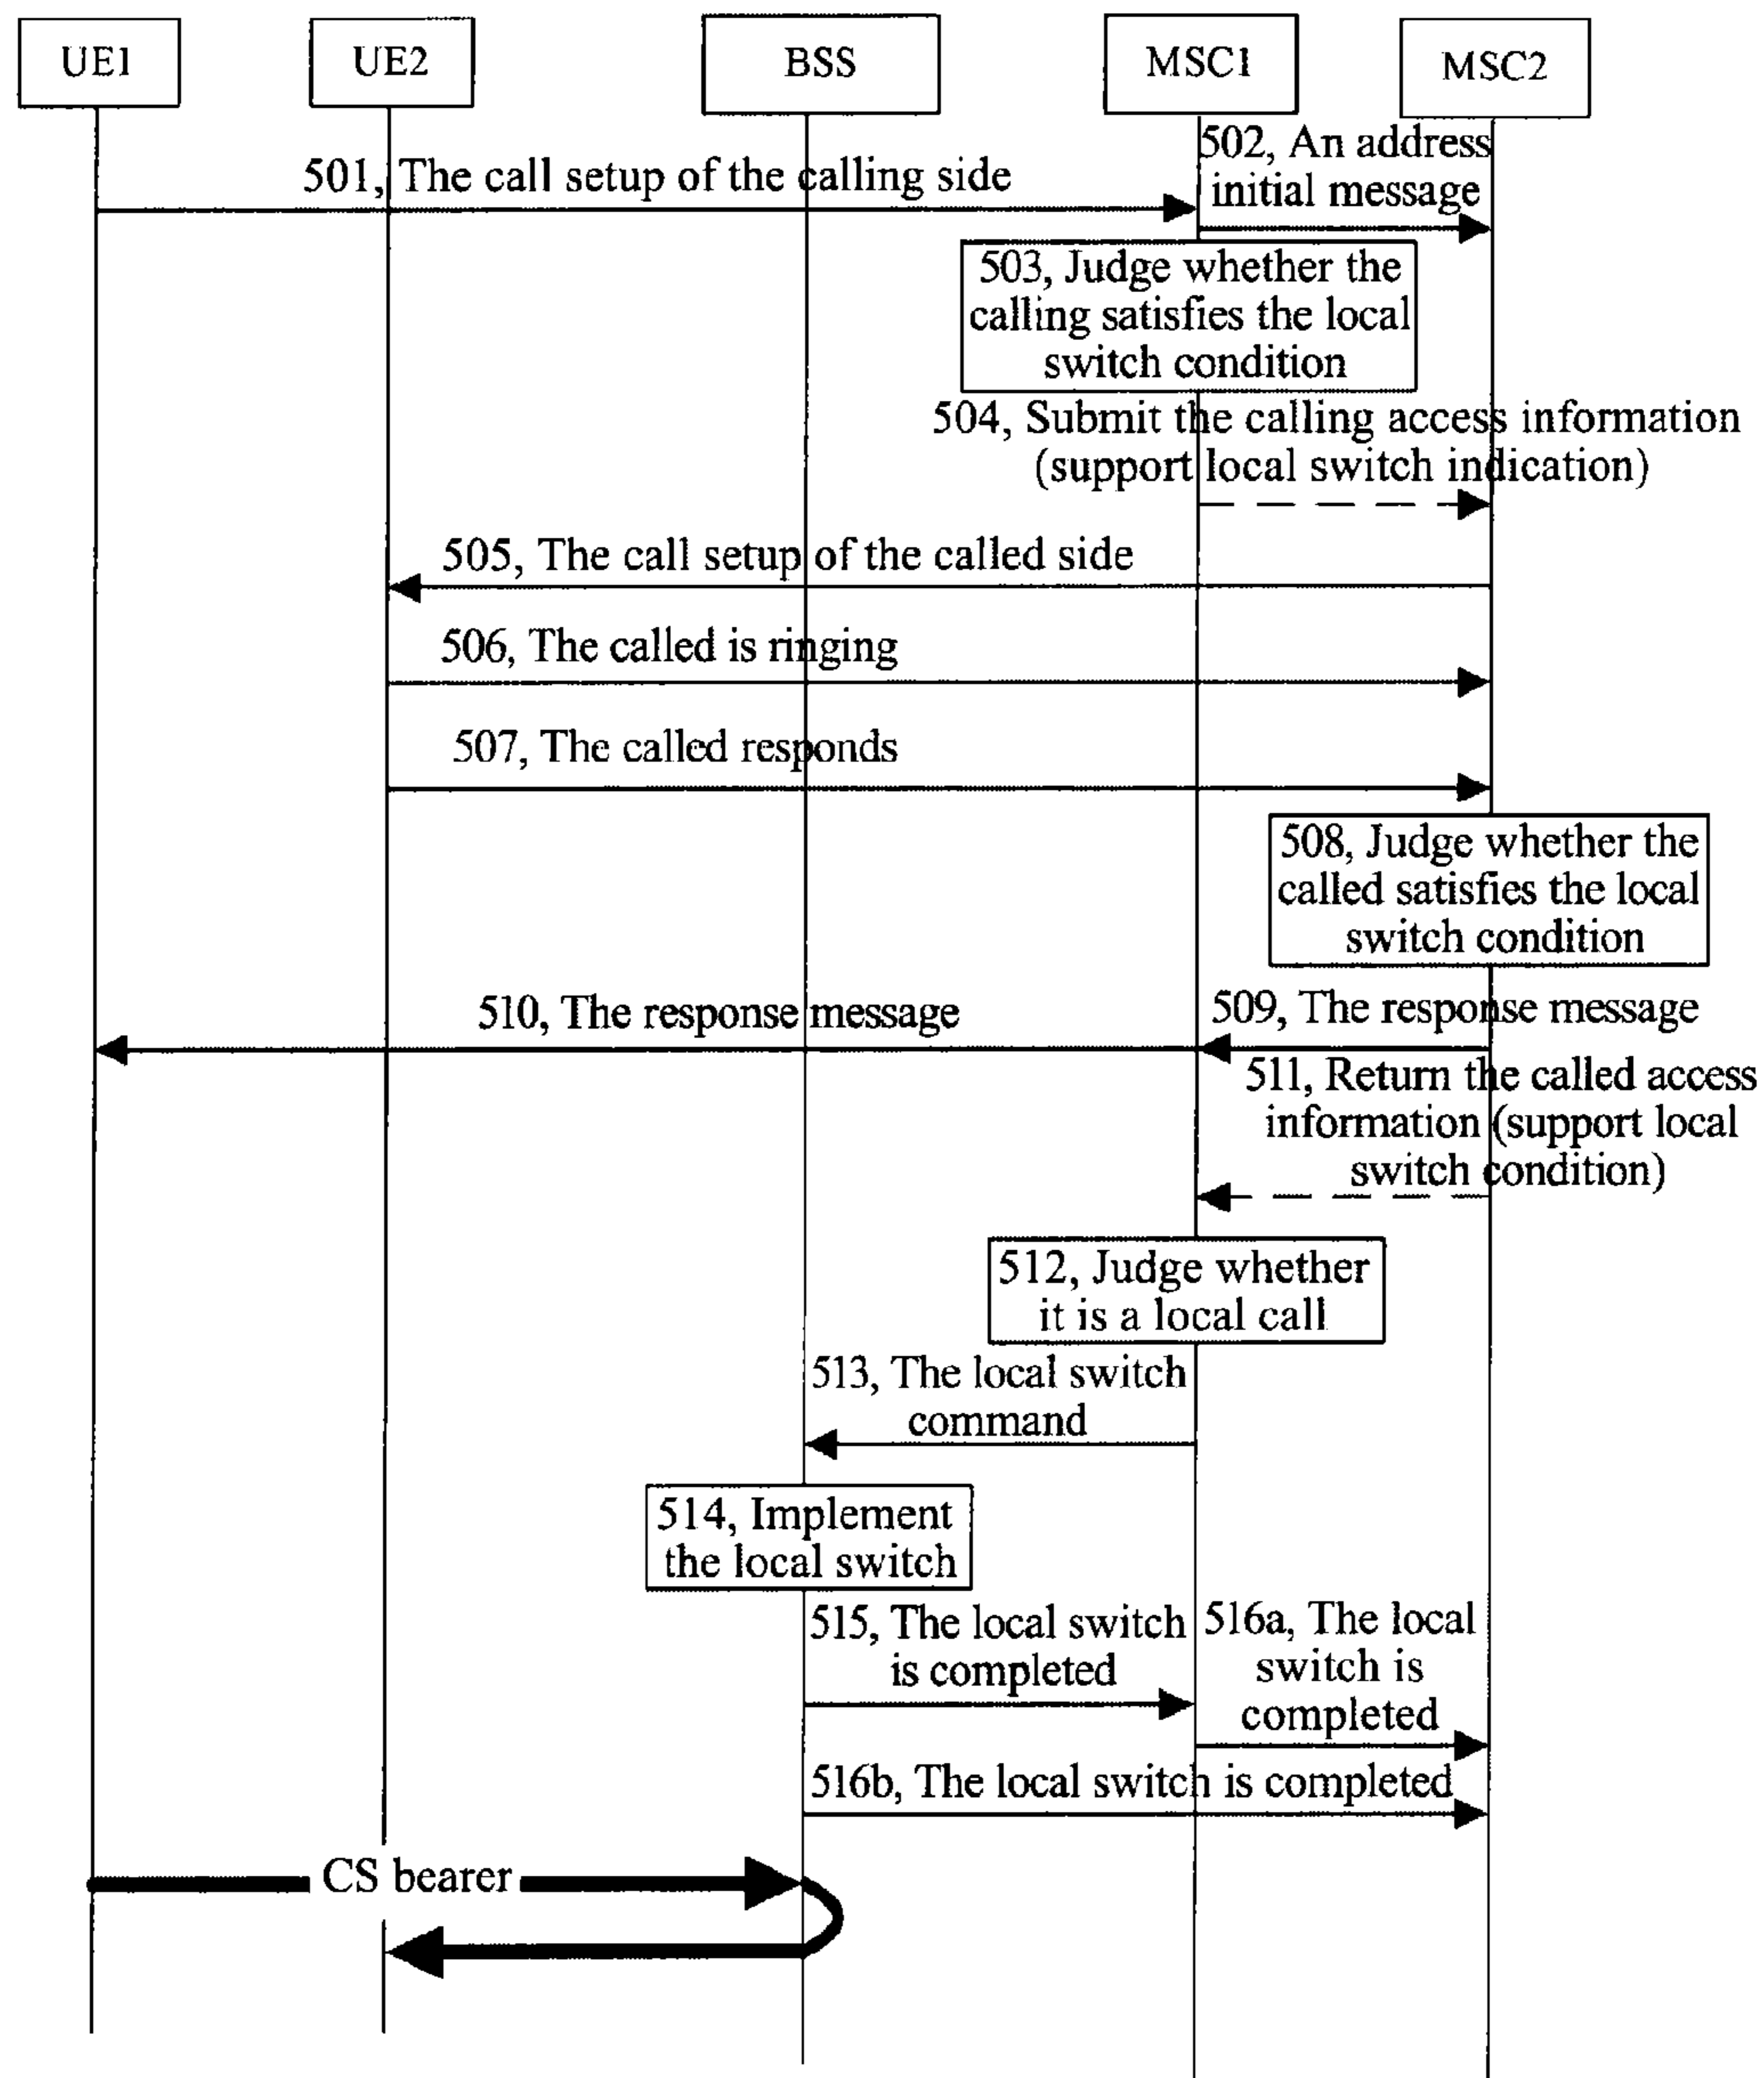 UE1
UE2
BSS
MSC1
MSC2
501, The call setup of the calling side
502, An address
initial message
503, Judge whether the
calling satisfies the local
switch condition
504, Submit the calling access information
(support local switch indication)
505, The call setup of the called side
506, The called is ringing
507, The called responds
508, Judge whether the
called satisfies the local
switch condition
510, The response message
509, The response message
511, Return the called access
information (support local
switch condition)
512, Judge whether
it is a local call
513, The local switch
command
514, Implement
the local switch
515, The local switch
is completed
516a, The local
switch is
completed
516b, The local switch is completed
CS bearer